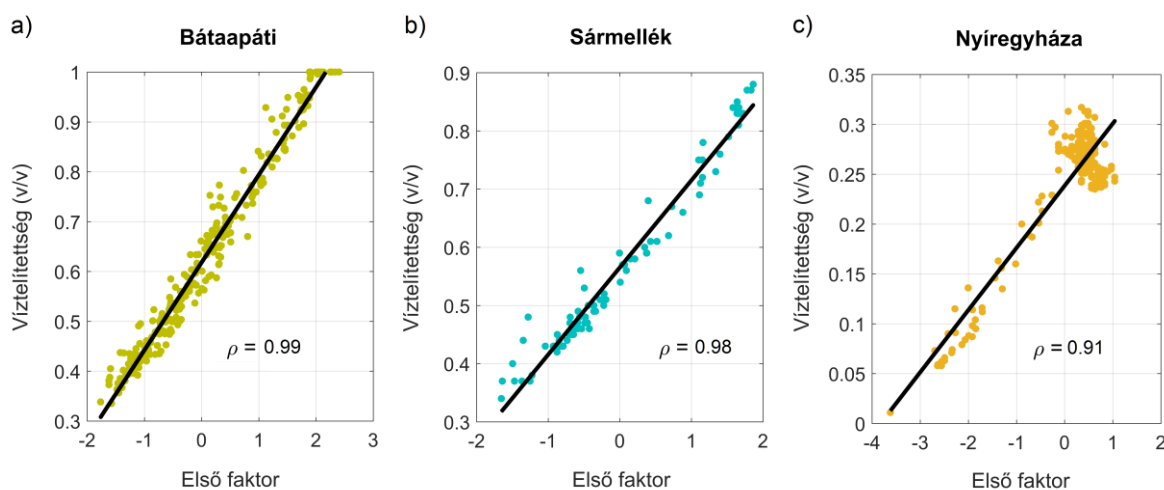 a)
Bátaapáti
Víztelítettség (v/v)
1
0.9
0.8
0.7
0.6
0.5
0.4
0.3
-2
-1
0
1
2
3
ρ = 0.99
Első faktor
b)
Sármellék
Víztelítettség (v/v)
0.9
0.8
0.7
0.6
0.5
0.4
0.3
-2
-1
0
1
2
ρ = 0.98
Első faktor
c)
Nyíregyháza
Víztelítettség (v/v)
0.35
0.3
0.25
0.2
0.15
0.1
0.05
0
-4
-3
-2
-1
0
1
2
ρ = 0.91
Első faktor